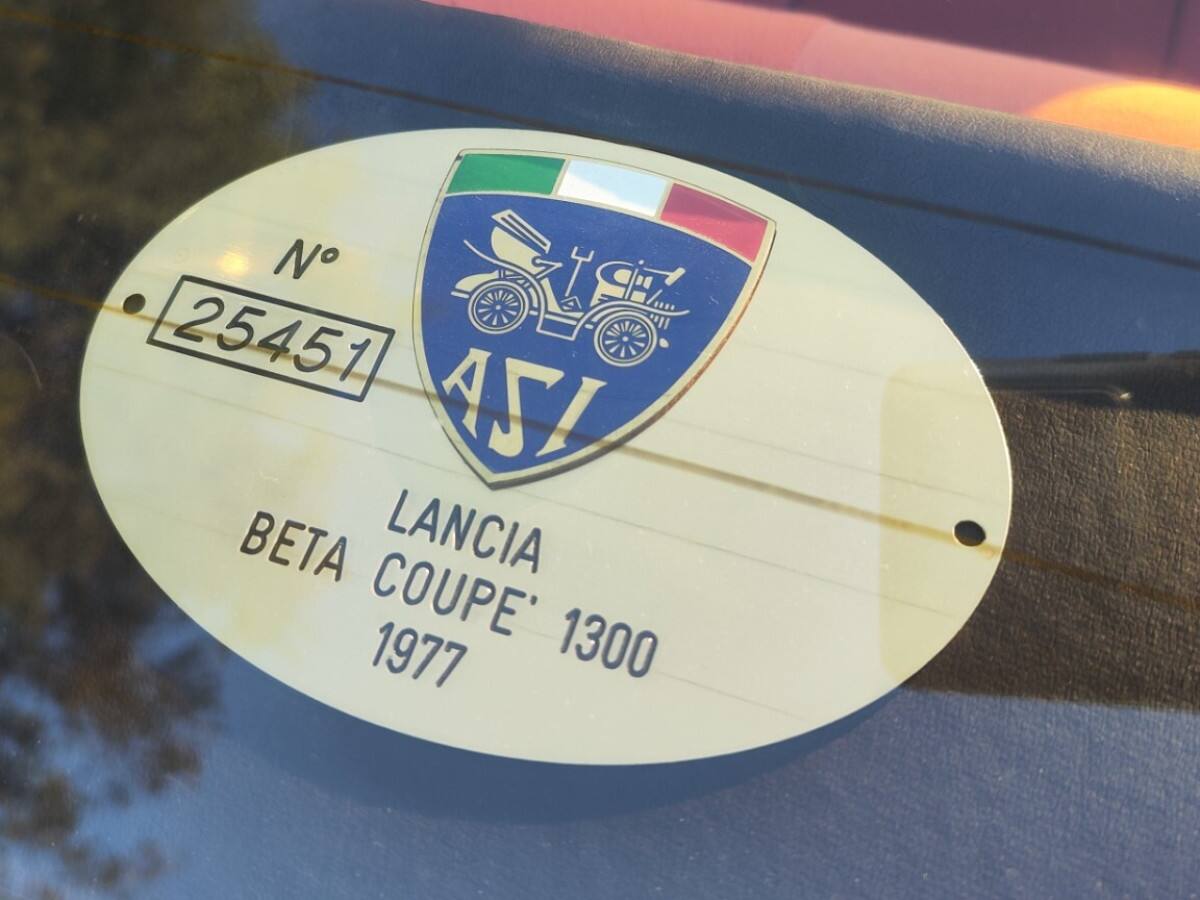 N°
25451
ASI
LANCIA
BETA COUPE' 1300
1977